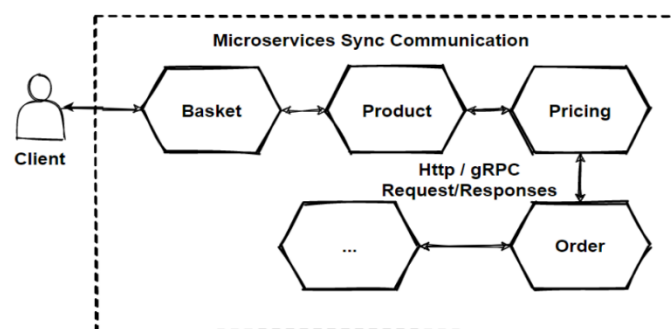 Microservices Sync Communication
Basket
Product
Pricing
Client
Http / gRPC
Request/Responses
...
Order